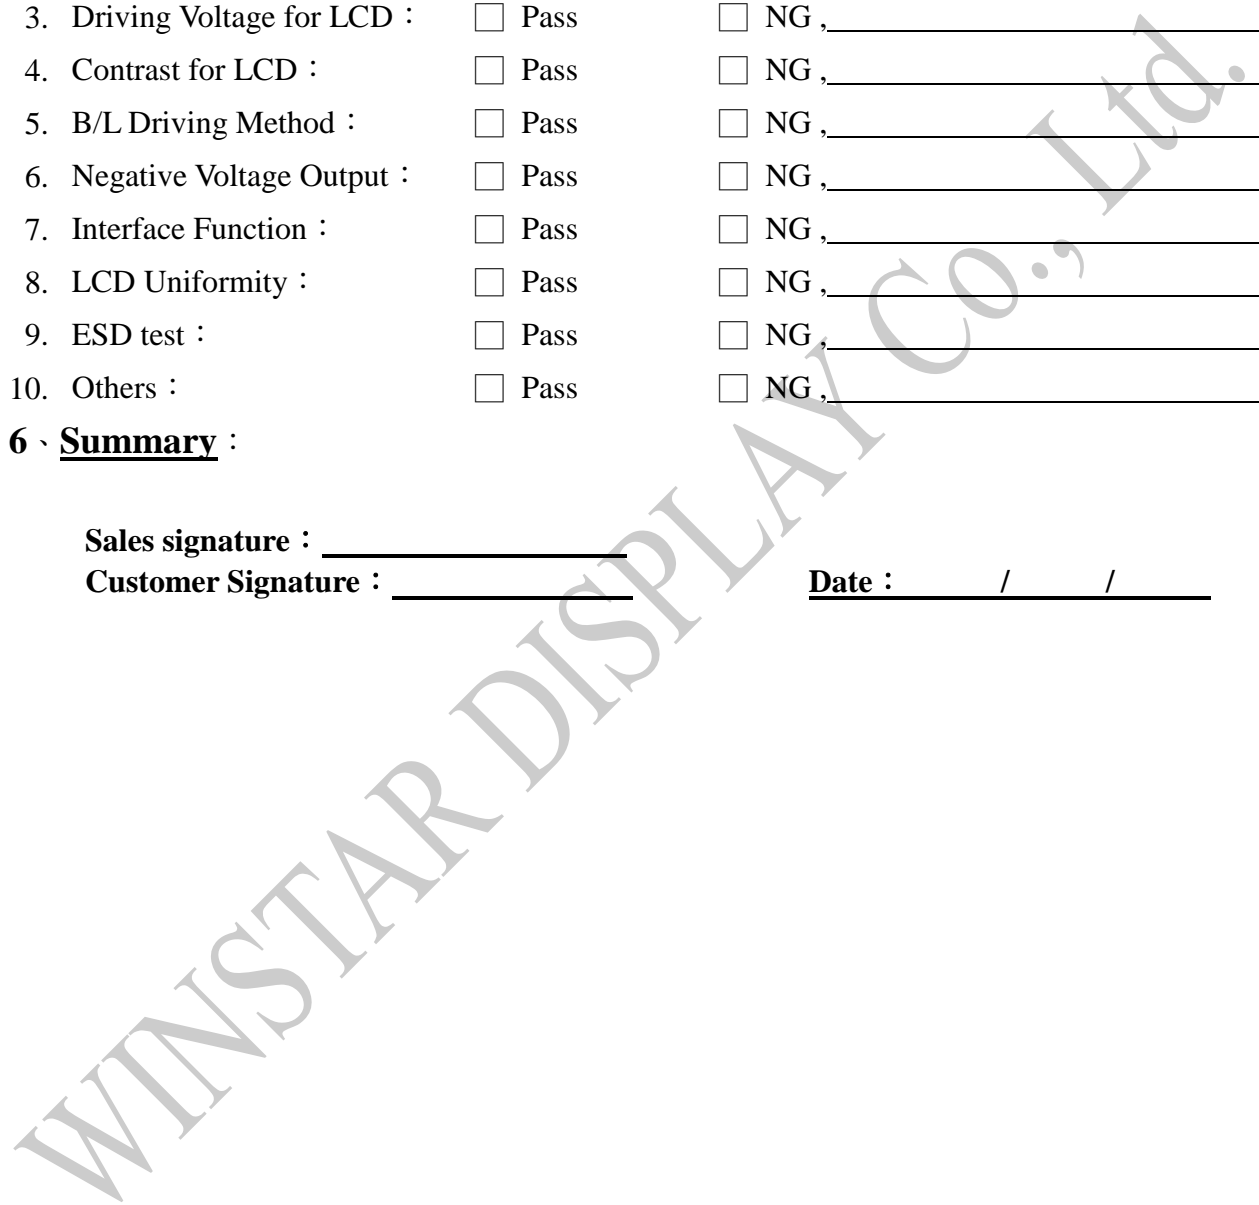 3. Driving Voltage for LCD： □ Pass □ NG ,
4. Contrast for LCD： □ Pass □ NG ,
5. B/L Driving Method： □ Pass □ NG ,
6. Negative Voltage Output： □ Pass □ NG ,
7. Interface Function： □ Pass □ NG ,
8. LCD Uniformity： □ Pass □ NG ,
9. ESD test： □ Pass □ NG ,
10. Others： □ Pass □ NG ,
6、Summary：
Sales signature：
Customer Signature： Date： / /
WINSTAR DISPLAY Co., Ltd.